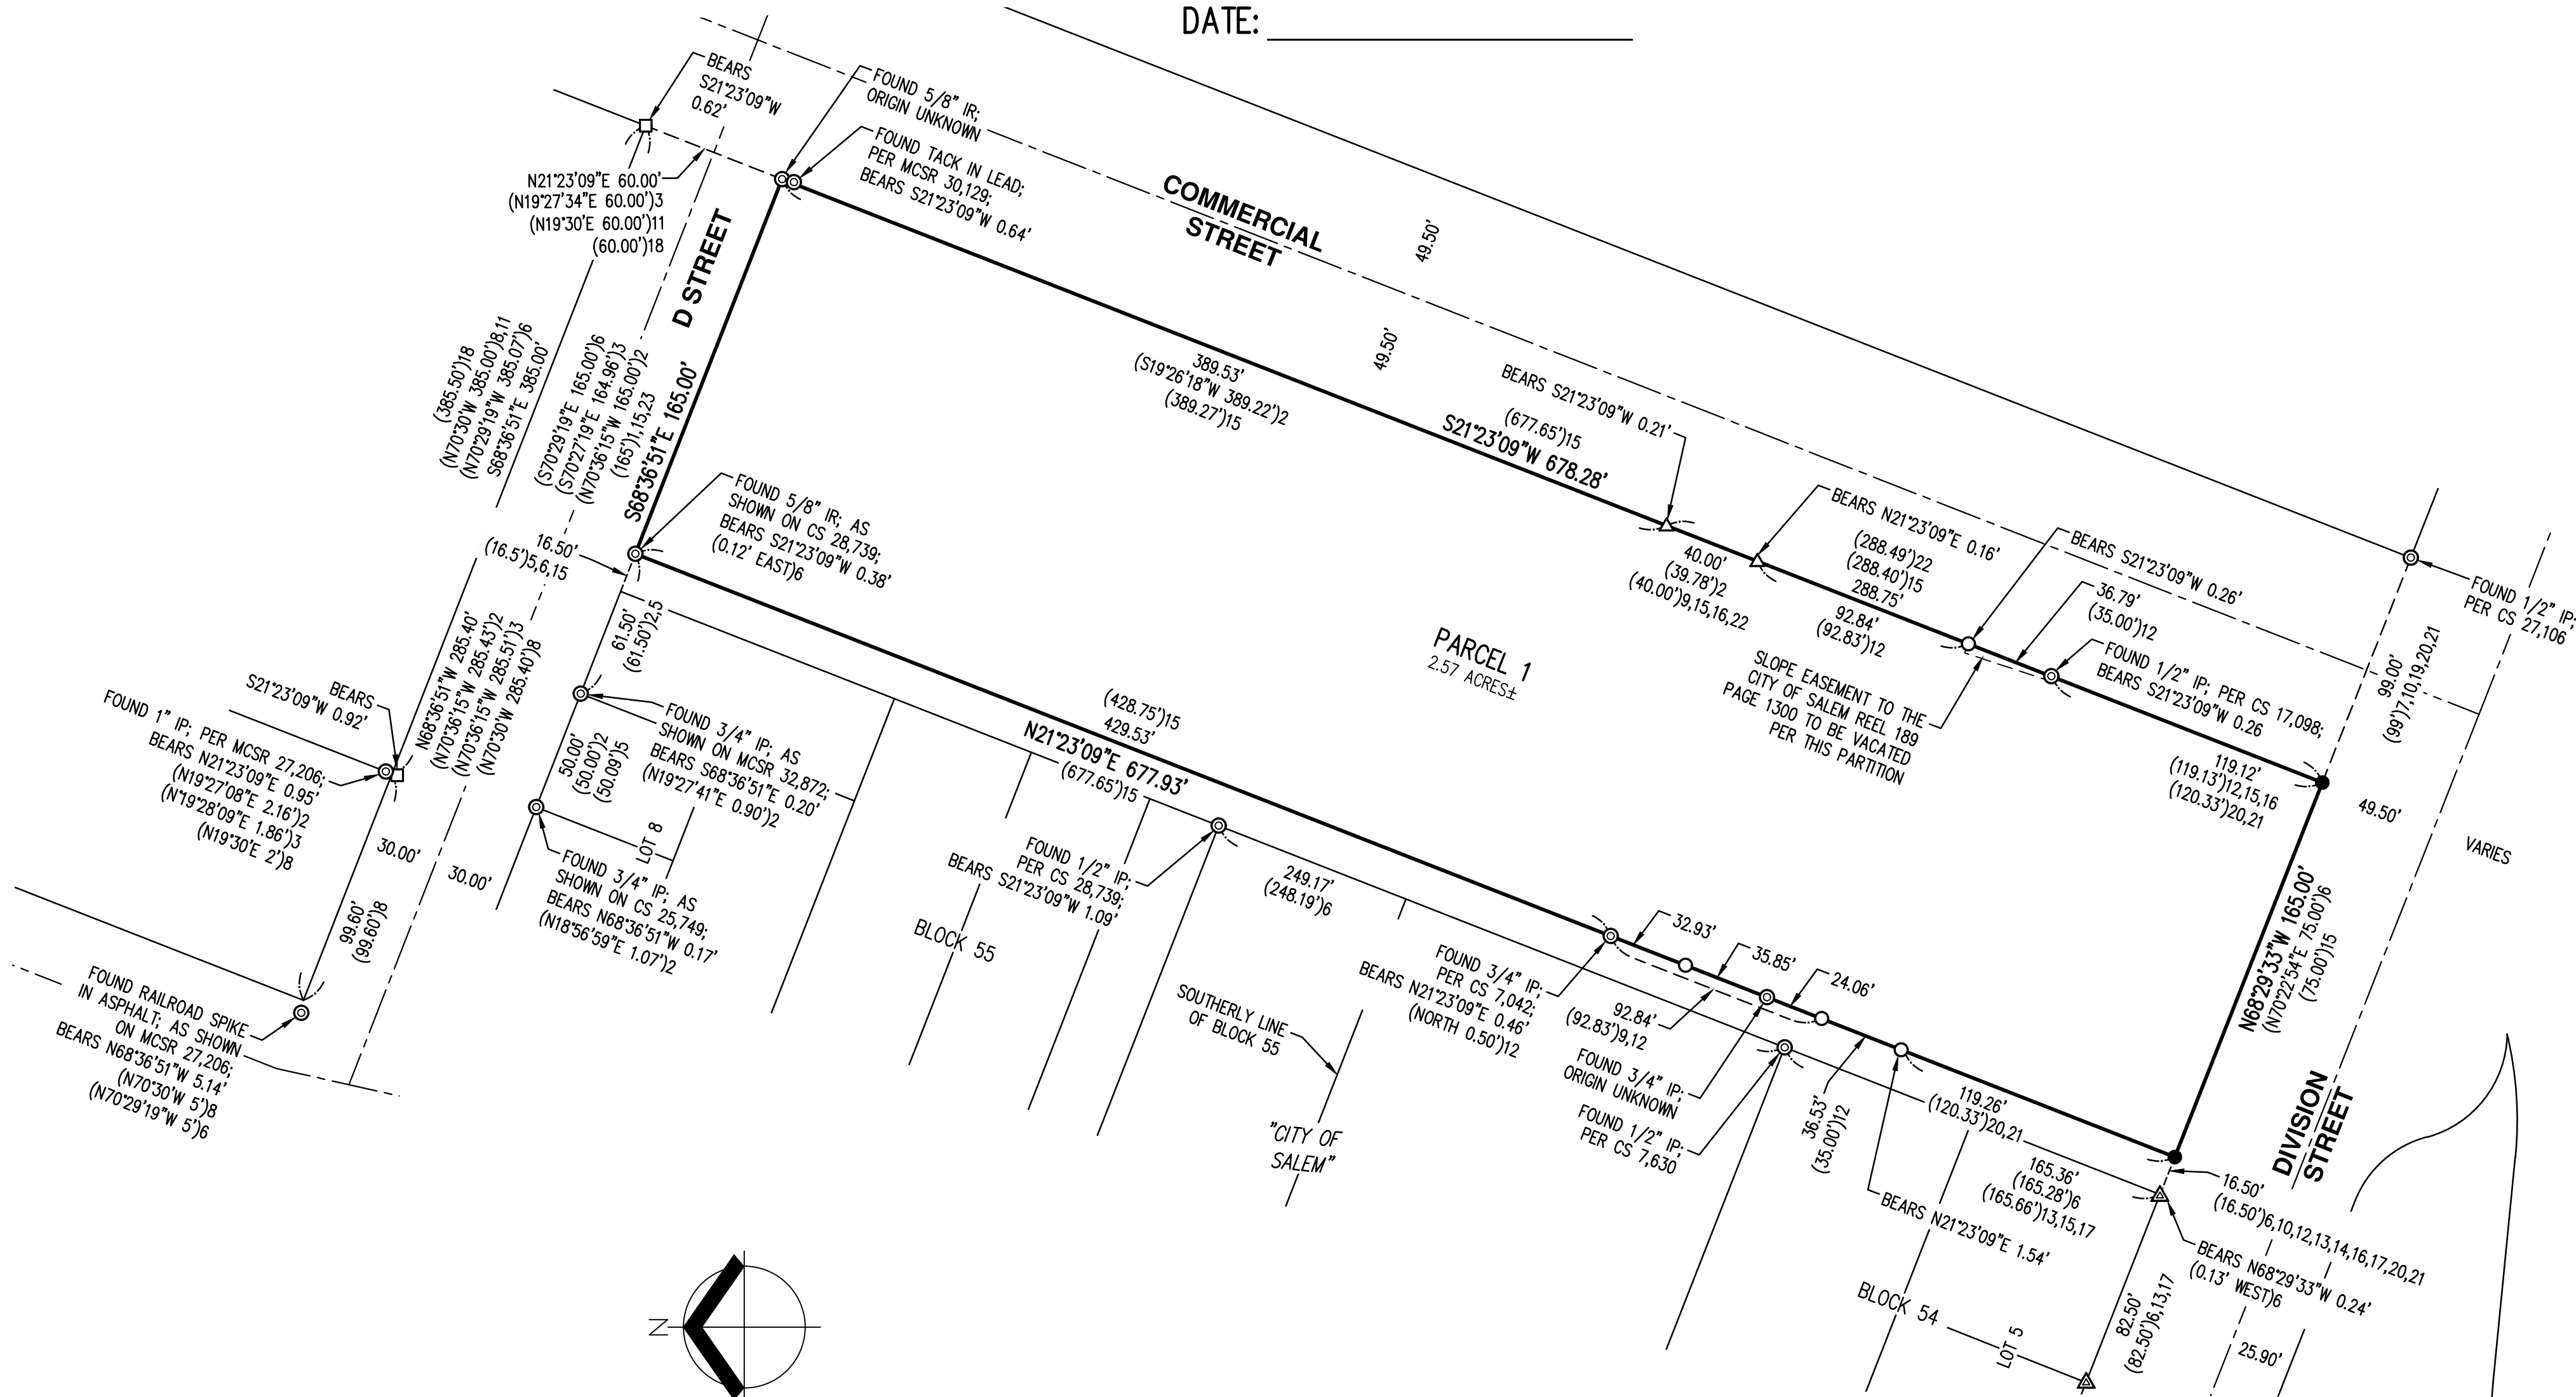 DATE:
BEARS
S21°23'09"W
0.62'
FOUND 5/8" IR;
ORIGIN UNKNOWN
FOUND TACK IN LEAD;
PER MCSR 30,129;
BEARS S21°23'09"W 0.64'
N21°23'09"E 60.00'
(N19°27'34"E 60.00')3
(N19°30'E 60.00')11
(60.00')18
COMMERCIAL
STREET
49.50'
49.50'
D STREET
(385.50')18
(N70°30'W 385.00')8,11
(N70°29'19"W 385.07')6
S68°36'51"E 385.00'
(S70°29'19"E 165.00')6
(S70°27'19"E 164.96')3
(N70°36'15"W 165.00')2
(165')1,15,23
S68°36'51"E 165.00'
389.53'
(S19°26'18"W 389.22')2
(389.27')15
BEARS S21°23'09"W 0.21'
(677.65')15
S21°23'09"W 678.28'
BEARS N21°23'09"E 0.16'
(288.49')22
(288.40')15
288.75'
40.00'
(39.78')2
(40.00')9,15,16,22
92.84'
(92.83')12
BEARS S21°23'09"W 0.26'
36.79'
(35.00')12
FOUND 1/2" IP; PER CS 17,098;
BEARS S21°23'09"W 0.26
FOUND 1/2" IP;
PER CS 27,106
99.00'
(99')7,10,19,20,21
SLOPE EASEMENT TO THE
CITY OF SALEM REEL 189
PAGE 1300 TO BE VACATED
PER THIS PARTITION
119.12'
(119.13')12,15,16
(120.33')20,21
49.50'
VARIES
PARCEL 1
2.57 ACRES±
FOUND 5/8" IR; AS
SHOWN ON CS 28,739;
BEARS S21°23'09"W 0.38'
(0.12' EAST)6
16.50'
(16.5')5,6,15
61.50'
(61.50')2,5
N68°36'51"W 285.40'
(N70°36'15"W 285.43')2
(N70°36'15"W 285.51')3
(N70°30'W 285.40')8
BEARS
S21°23'09"W 0.92'
FOUND 1" IP; PER MCSR 27,206;
BEARS N21°23'09"E 0.95'
(N19°27'08"E 2.16')2
(N°19°28'09"E 1.86')3
(N19°30'E 2')8
30.00'
30.00'
50.00'
(50.00')2
(50.09')5
FOUND 3/4" IP; AS
SHOWN ON MCSR 32,872;
BEARS S68°36'51"E 0.20'
(N19°27'41"E 0.90')2
LOT 8
FOUND 3/4" IP; AS
SHOWN ON CS 25,749;
BEARS N68°36'51"W 0.17'
(N18°56'59"E 1.07')2
99.60'
(99.60')8
FOUND RAILROAD SPIKE
IN ASPHALT; AS SHOWN
ON MCSR 27,206;
BEARS N68°36'51"W 5.14'
(N70°30'W 5')8
(N70°29'19"W 5')6
(428.75')15
429.53'
N21°23'09"E 677.93'
(677.65')15
FOUND 1/2" IP;
PER CS 28,739;
BEARS S21°23'09"W 1.09'
BLOCK 55
249.17'
(248.19')6
SOUTHERLY LINE
OF BLOCK 55
"CITY OF
SALEM"
FOUND 3/4" IP;
PER CS 7,042;
BEARS N21°23'09"E 0.46'
(NORTH 0.50')12
32.93'
35.85'
24.06'
92.84'
(92.83')9,12
FOUND 3/4" IP;
ORIGIN UNKNOWN
FOUND 1/2" IP;
PER CS 7,630
36.53'
(35.00')12
119.26'
(120.33')20,21
N68°29'33"W 165.00'
(N70°22'54"E 75.00')6
(75.00')15
DIVISION
STREET
165.36'
(165.28')6
(165.66')13,15,17
16.50'
(16.50')6,10,12,13,14,16,17,20,21
BEARS N21°23'09"E 1.54'
BEARS N68°29'33"W 0.24'
(0.13' WEST)6
BLOCK 54
LOT 5
82.50'
(82.50')6,13,17
25.90'
N